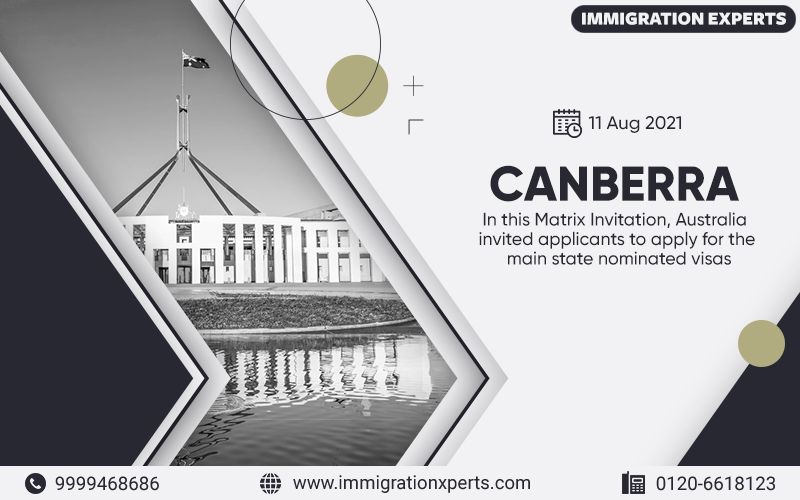 IMMIGRATION EXPERTS
11 Aug 2021
CANBERRA
In this Matrix Invitation, Australia
invited applicants to apply for the
main state nominated visas
9999468686
www.immigrationxperts.com
0120-6618123